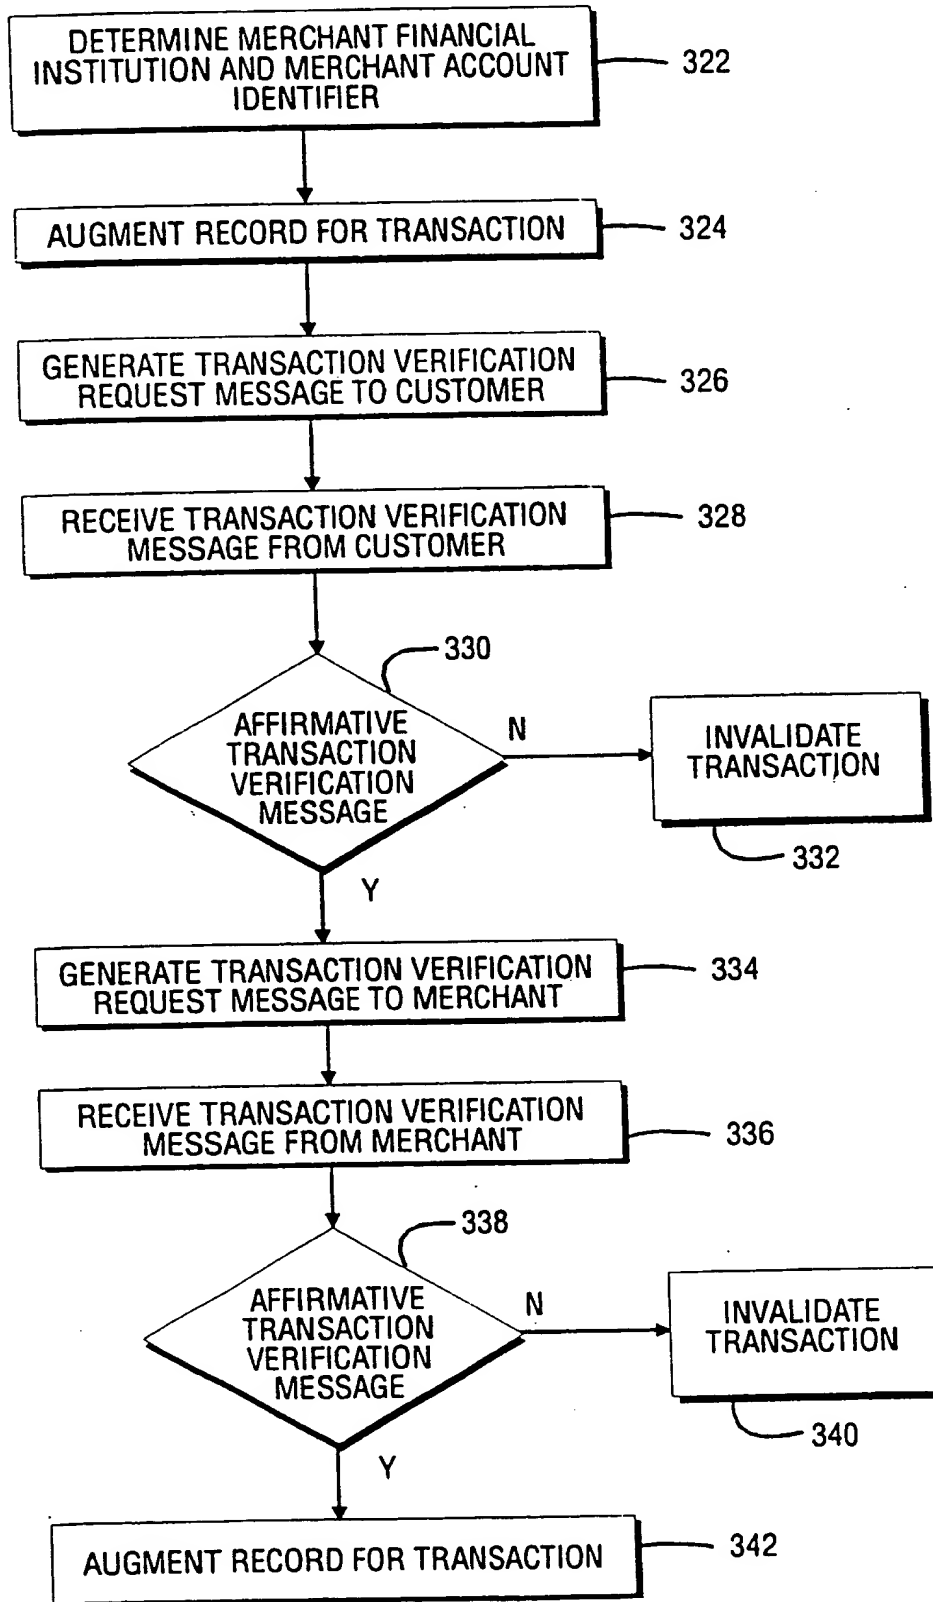 DETERMINE MERCHANT FINANCIAL
INSTITUTION AND MERCHANT ACCOUNT
IDENTIFIER
322
AUGMENT RECORD FOR TRANSACTION
324
GENERATE TRANSACTION VERIFICATION
REQUEST MESSAGE TO CUSTOMER
326
RECEIVE TRANSACTION VERIFICATION
MESSAGE FROM CUSTOMER
328
330
AFFIRMATIVE
TRANSACTION
VERIFICATION
MESSAGE
N
INVALIDATE
TRANSACTION
332
Y
GENERATE TRANSACTION VERIFICATION
REQUEST MESSAGE TO MERCHANT
334
RECEIVE TRANSACTION VERIFICATION
MESSAGE FROM MERCHANT
336
338
AFFIRMATIVE
TRANSACTION
VERIFICATION
MESSAGE
N
INVALIDATE
TRANSACTION
340
Y
AUGMENT RECORD FOR TRANSACTION
342